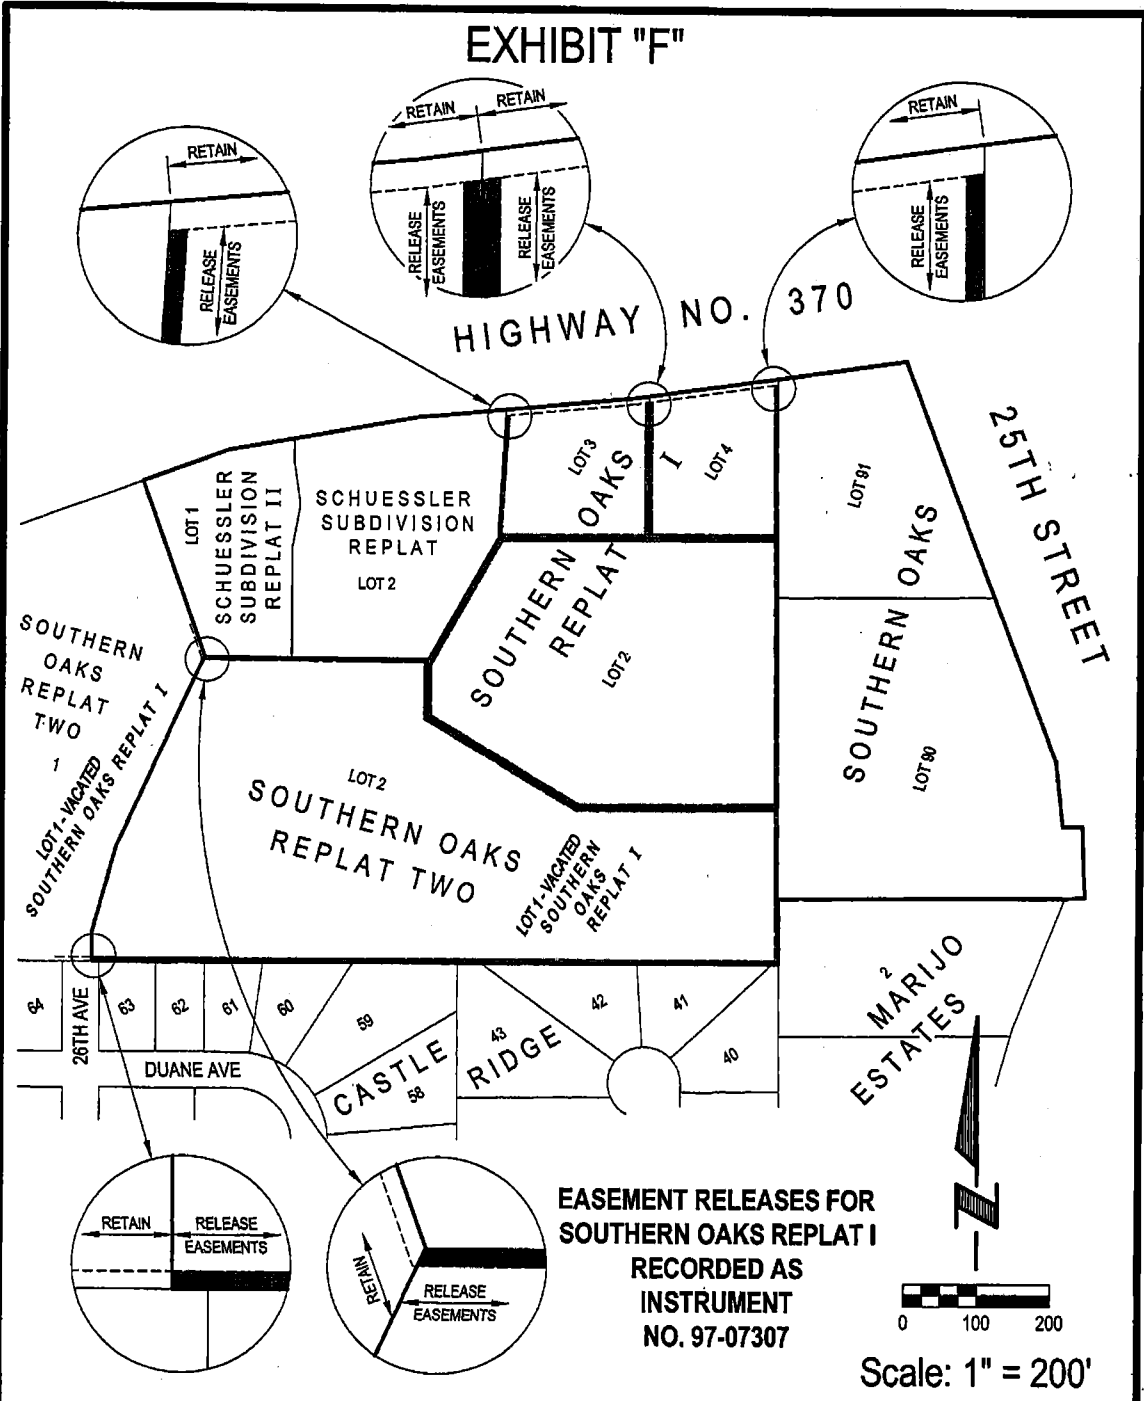 EXHIBIT "F"
RETAIN
RELEASE
EASEMENTS
RETAIN
RETAIN
RELEASE
EASEMENTS
RELEASE
EASEMENTS
RETAIN
RELEASE
EASEMENTS
HIGHWAY NO. 370
25TH STREET
LOT 1
SCHUESSLER
SUBDIVISION
REPLAT II
SCHUESSLER
SUBDIVISION
REPLAT
LOT 2
LOT 3
LOT 4
SOUTHERN OAKS
REPLAT I
LOT 2
LOT 91
SOUTHERN OAKS
LOT 90
SOUTHERN
OAKS
REPLAT
TWO
1
LOT 1 - VACATED
SOUTHERN OAKS REPLAT I
LOT 2
SOUTHERN OAKS
REPLAT TWO
LOT 1 - VACATED
SOUTHERN
OAKS
REPLAT I
64
26TH AVE
63
62
61
60
59
58
43
42
41
40
DUANE AVE
CASTLE RIDGE
2
MARIJO
ESTATES
RETAIN
RELEASE
EASEMENTS
RETAIN
RELEASE
EASEMENTS
EASEMENT RELEASES FOR
SOUTHERN OAKS REPLAT I
RECORDED AS
INSTRUMENT
NO. 97-07307
N
0 100 200
Scale: 1" = 200'